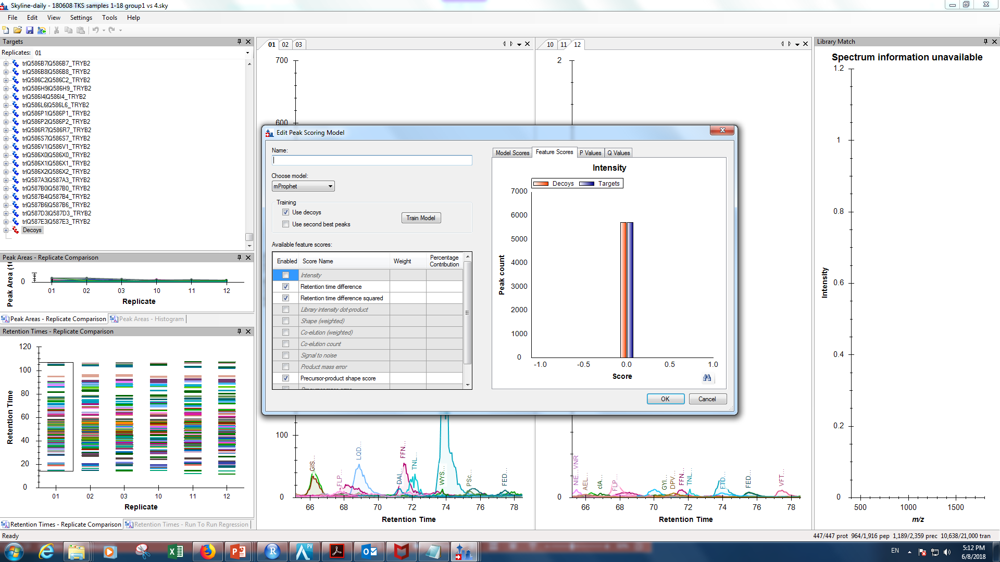 Skyline-daily - 180608 TKS samples 1-18 group1 vs 4.sky
File Edit View Settings Tools Help
Targets
Replicates: 01
tr|Q586B7|Q586B7_TRYB2
tr|Q586B8|Q586B8_TRYB2
tr|Q586C2|Q586C2_TRYB2
tr|Q586H9|Q586H9_TRYB2
tr|Q586I4|Q586I4_TRYB2
tr|Q586L6|Q586L6_TRYB2
tr|Q586P1|Q586P1_TRYB2
tr|Q586P2|Q586P2_TRYB2
tr|Q586R7|Q586R7_TRYB2
tr|Q586S7|Q586S7_TRYB2
tr|Q586V1|Q586V1_TRYB2
tr|Q586X0|Q586X0_TRYB2
tr|Q586X1|Q586X1_TRYB2
tr|Q586X2|Q586X2_TRYB2
tr|Q587A3|Q587A3_TRYB2
tr|Q587B0|Q587B0_TRYB2
tr|Q587B4|Q587B4_TRYB2
tr|Q587B6|Q587B6_TRYB2
tr|Q587D3|Q587D3_TRYB2
tr|Q587E3|Q587E3_TRYB2
Decoys
Peak Areas - Replicate Comparison
Peak Area (1
0
01 02 03 10 11 12
Replicate
Peak Areas - Replicate Comparison Peak Areas - Histogram
Retention Times - Replicate Comparison
Retention Time
120
100
80
60
40
20
0
01 02 03 10 11 12
Replicate
Retention Times - Replicate Comparison Retention Times - Run To Run Regression
01 02 03
700
600
100
0
GIS...
FLP...
LQD...
DAL...
FFN...
TNL...
WYS...
PSc...
FED...
66 68 70 72 74 76 78
Retention Time
10 11 12
2
0
NIE...VNR
AEL...
cIA...
FLP...
GYI...
DPV...
FFN...
TNL...
ETD...
FED...
VFT...
66 68 70 72 74 76 78
Retention Time
Edit Peak Scoring Model
Name:
Choose model:
mProphet
Training
Use decoys
Use second best peaks
Train Model
Available feature scores:
Enabled Score Name Weight Percentage Contribution
Intensity
Retention time difference
Retention time difference squared
Library intensity dot-product
Shape (weighted)
Co-elution (weighted)
Co-elution count
Signal to noise
Product mass error
Precursor-product shape score
Model Scores Feature Scores P Values Q Values
Intensity
Decoys Targets
Peak count
7000
6000
5000
4000
3000
2000
1000
0
-1.0 -0.5 0.0 0.5 1.0
Score
OK Cancel
Library Match
Spectrum information unavailable
Intensity
1.2
1
0.8
0.6
0.4
0.2
0
500 1000 1500
m/z
Ready
447/447 prot 964/1,916 pep 1,189/2,359 prec 10,638/21,000 tran
EN
5:12 PM
6/8/2018